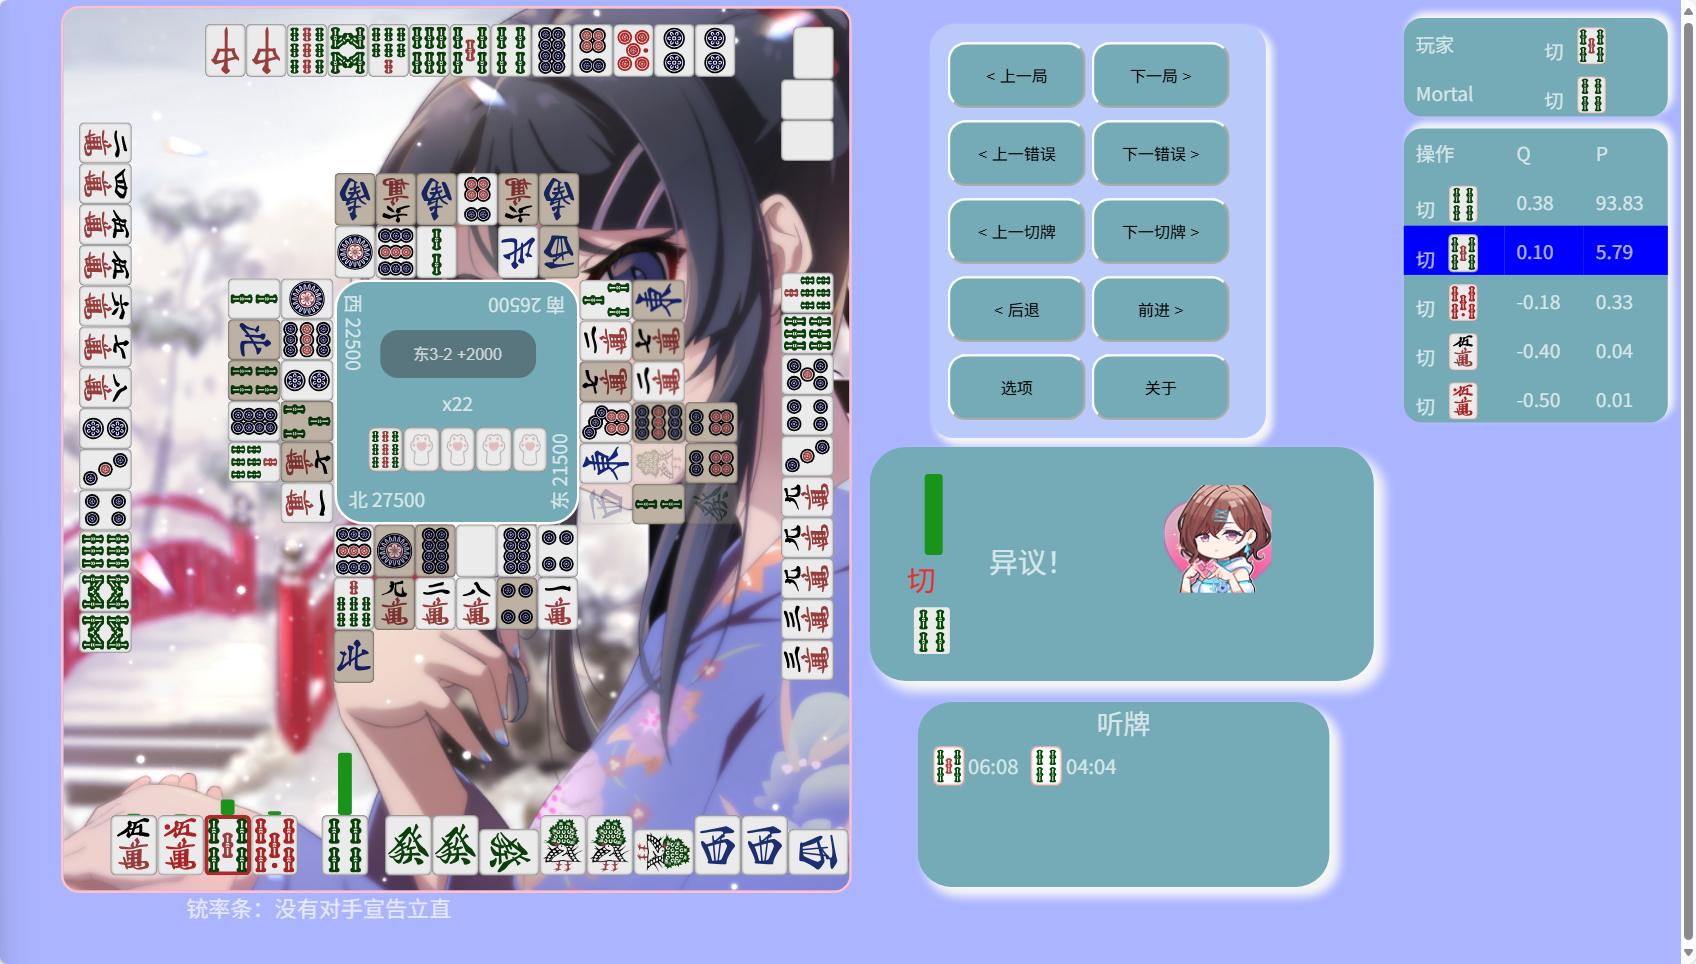 < 上一局
下一局 >
< 上一错误
下一错误 >
< 上一切牌
下一切牌 >
< 后退
前进 >
选项
关于
玩家 切
Mortal 切
操作 Q P
切 0.38 93.83
切 0.10 5.79
切 -0.18 0.33
切 -0.40 0.04
切 -0.50 0.01
南 26500
西 22500
东3-2 +2000
x22
东 21500
北 27500
切
异议！
听牌
06:08 04:04
铳率条：没有对手宣告立直